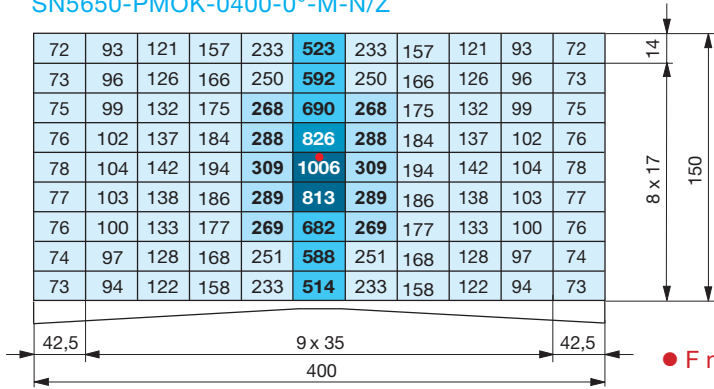 SN5650-PMOK-0400-0°-M-N/Z
72 93 121 157 233 523 233 157 121 93 72
14
73 96 126 166 250 592 250 166 126 96 73
75 99 132 175 268 690 268 175 132 99 75
76 102 137 184 288 826 288 184 137 102 76
78 104 142 194 309 1006 309 194 142 104 78
8 x 17
150
77 103 138 186 289 813 289 186 138 103 77
76 100 133 177 269 682 269 177 133 100 76
74 97 128 168 251 588 251 168 128 97 74
73 94 122 158 233 514 233 158 122 94 73
42,5 9 x 35 42,5
400
F